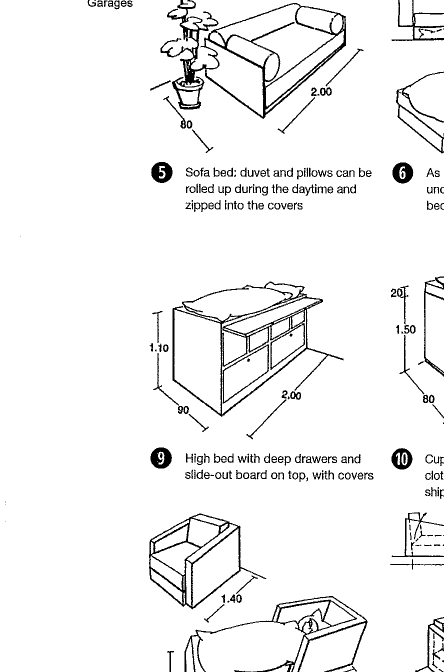 Garages
80
2.00
5 Sofa bed: duvet and pillows can be
rolled up during the daytime and
zipped into the covers
6 As
bed
1.10
90
2.00
20
1.50
80
9 High bed with deep drawers and
slide-out board on top, with covers
10 Cup
clot
ship
1.40